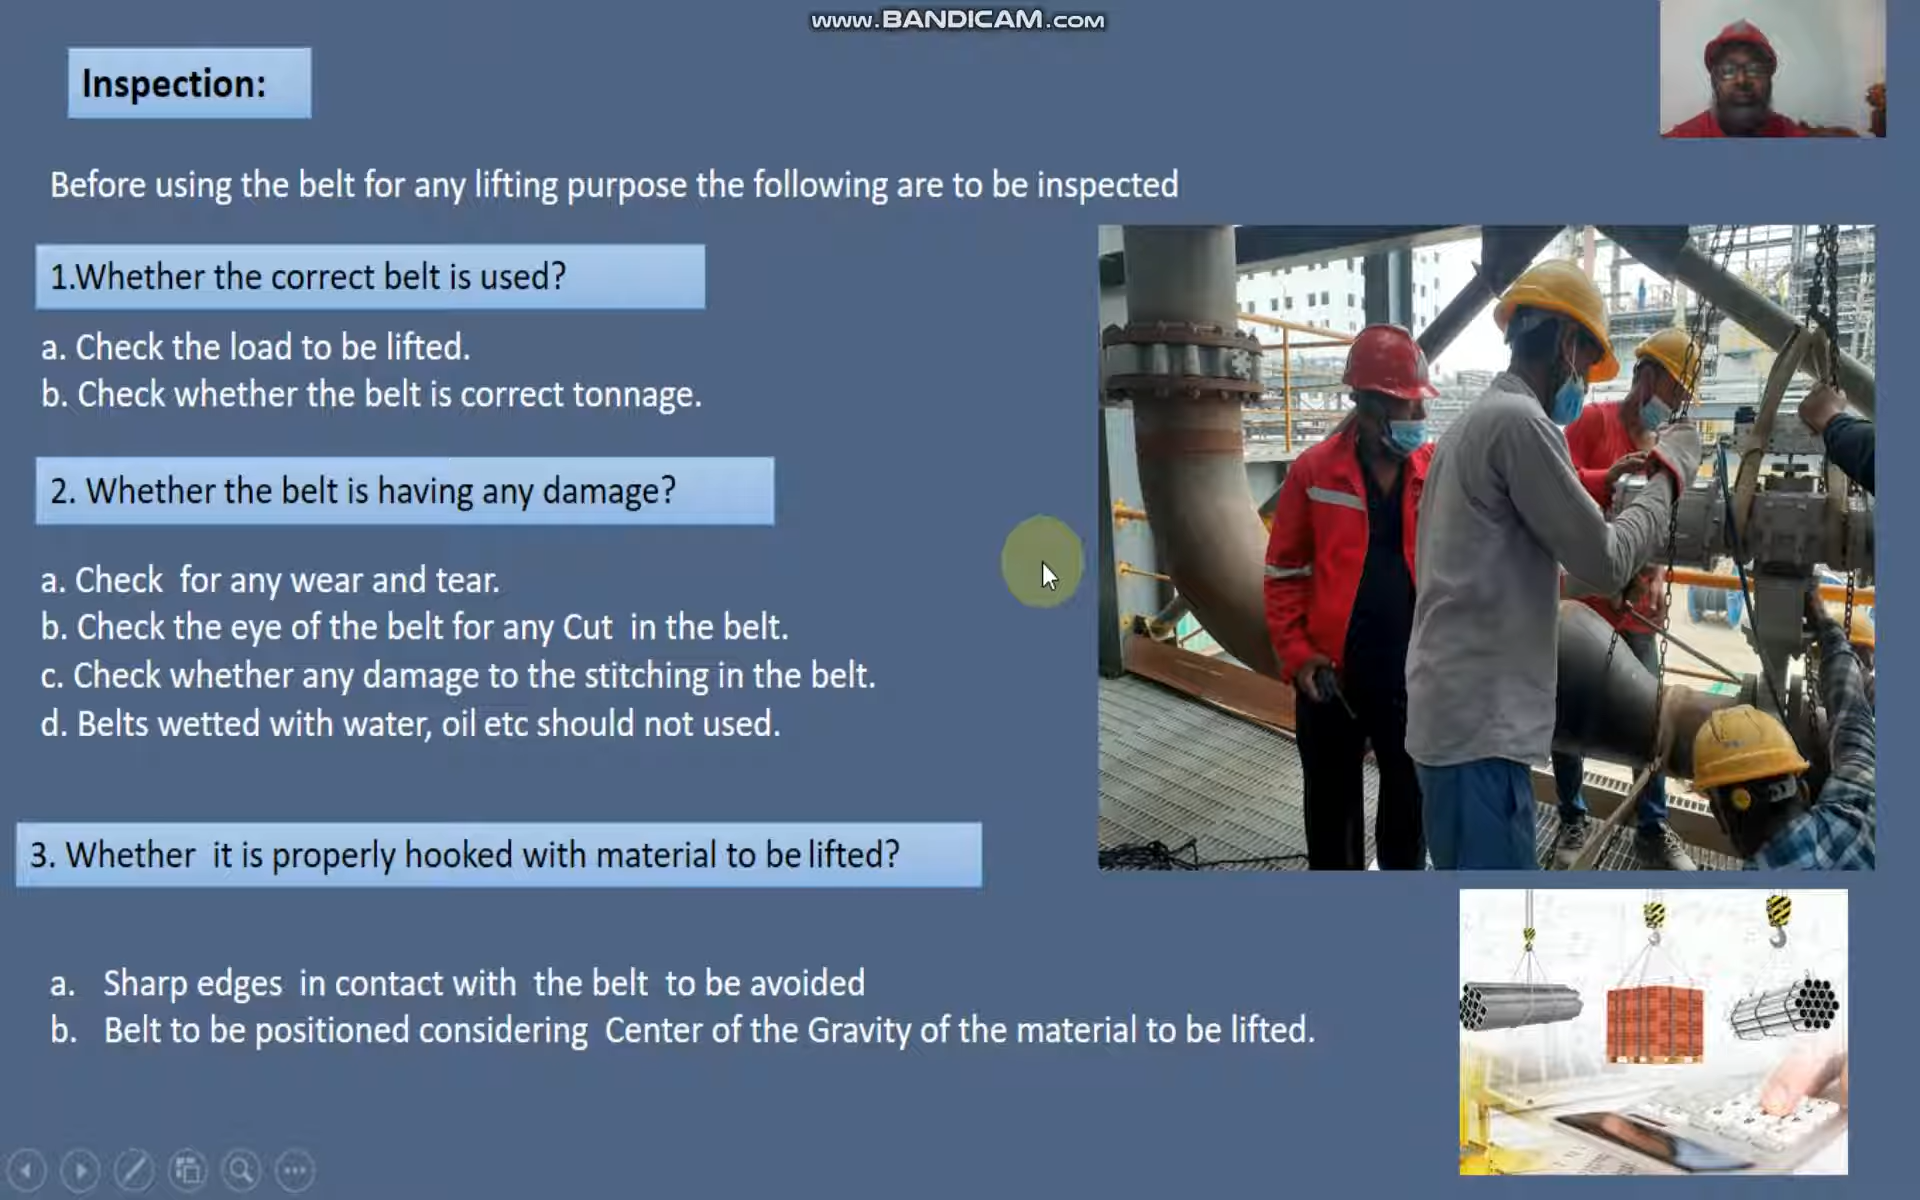 www.BANDICAM.com
Inspection:
Before using the belt for any lifting purpose the following are to be inspected
1.Whether the correct belt is used?
a. Check the load to be lifted.
b. Check whether the belt is correct tonnage.
2. Whether the belt is having any damage?
a. Check for any wear and tear.
b. Check the eye of the belt for any Cut in the belt.
c. Check whether any damage to the stitching in the belt.
d. Belts wetted with water, oil etc should not used.
3. Whether it is properly hooked with material to be lifted?
a. Sharp edges in contact with the belt to be avoided
b. Belt to be positioned considering Center of the Gravity of the material to be lifted.